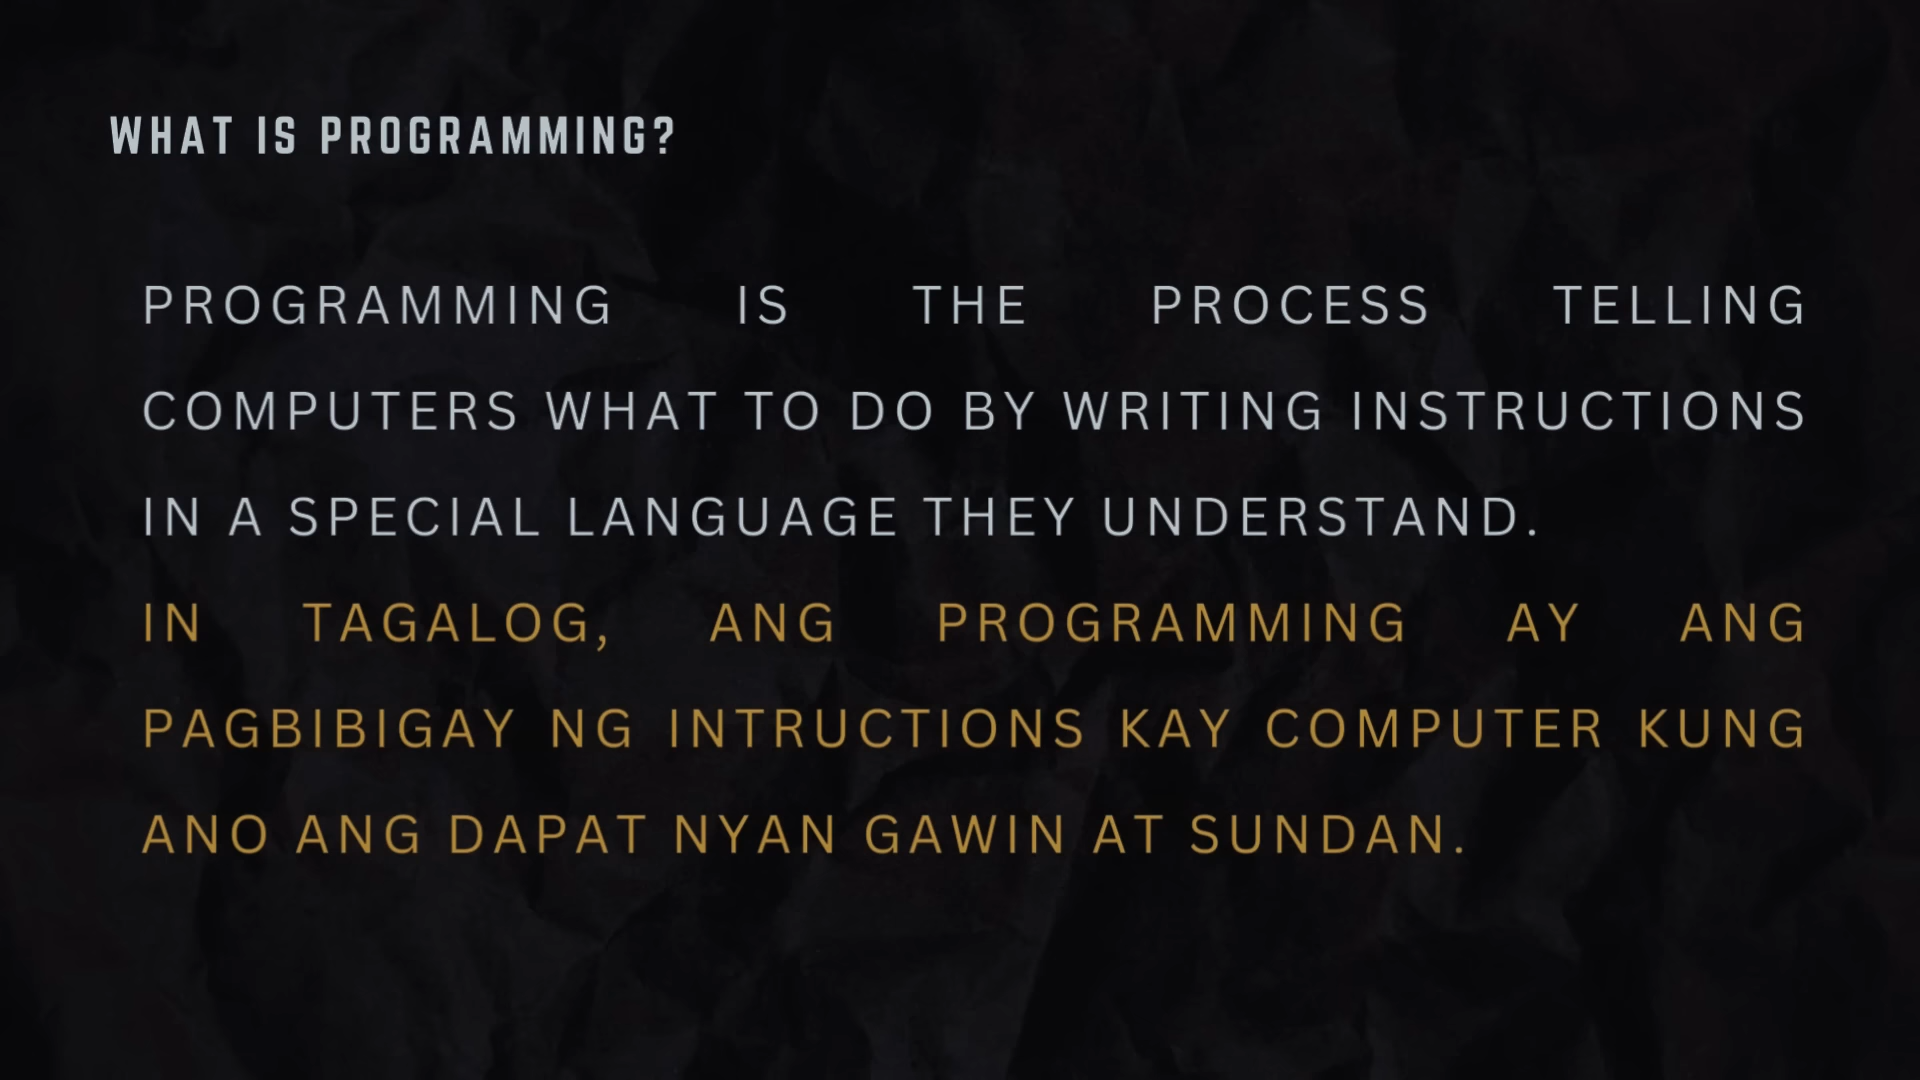 WHAT IS PROGRAMMING?
PROGRAMMING IS THE PROCESS TELLING
COMPUTERS WHAT TO DO BY WRITING INSTRUCTIONS
IN A SPECIAL LANGUAGE THEY UNDERSTAND.
IN TAGALOG, ANG PROGRAMMING AY ANG
PAGBIBIGAY NG INTRUCTIONS KAY COMPUTER KUNG
ANO ANG DAPAT NYAN GAWIN AT SUNDAN.